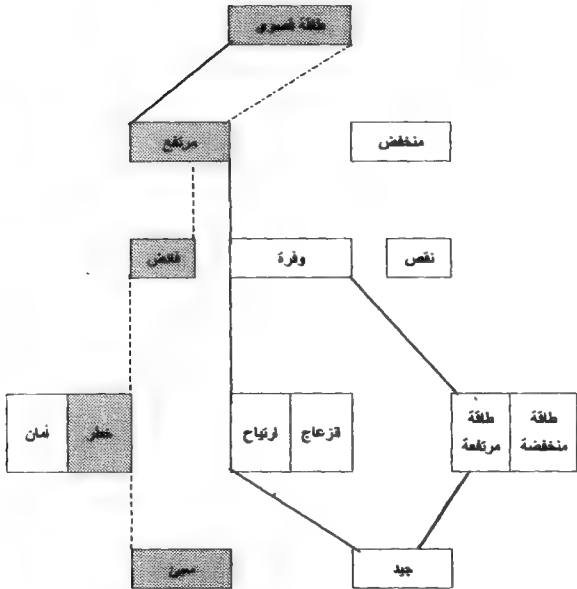 طاقة قصوى
منخفض
مرتفع
نقص
وفرة
فائض
طاقة
منخفضة
طاقة
مرتفعة
انزعاج
ارتياح
خطر
أمان
جيد
سيئ